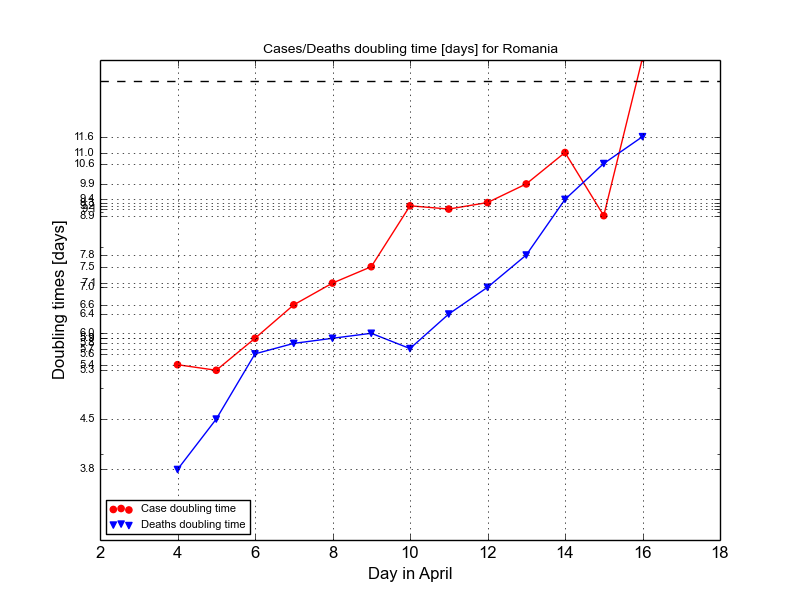 Cases/Deaths doubling time [days] for Romania
Doubling times [days]
11.6
11.0
10.6
9.9
8.9
7.8
7.5
7.0
6.6
6.4
6.0
5.6
5.4
5.3
4.5
3.8
Case doubling time
Deaths doubling time
2 4 6 8 10 12 14 16 18
Day in April